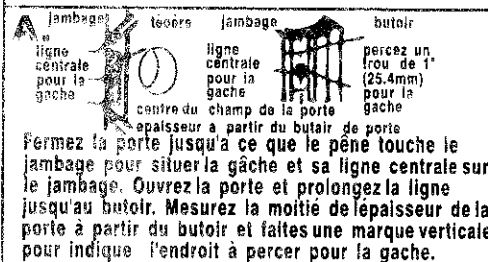 A
jambage teners jambage butoir
ligne centrale pour la gache
ligne centrale pour la gache
percez un trou de 1" (25.4mm) pour la gache
centre du champ de la porte
epaisseur a partir du butair de porte
Fermez la porte jusqu'a ce que le pêne touche le
jambage pour situer la gâche et sa ligne centrale sur
le jambage. Ouvrez la porte et prolongez la ligne
jusqu'au butoir. Mesurez la moitié de lépaisseur de la
porte à partir du butoir et faites une marque verticale
pour indique l'endroit à percer pour la gache.